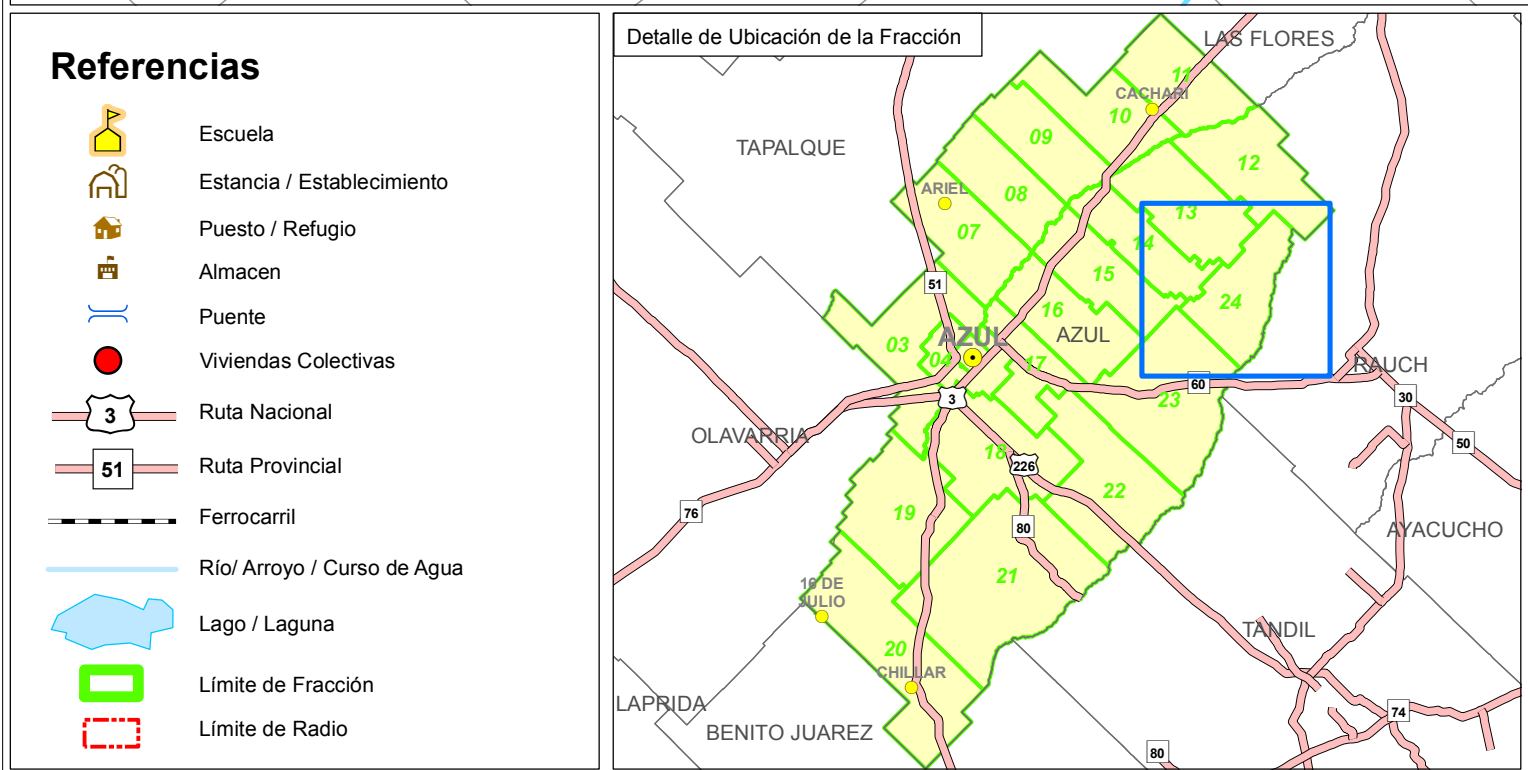 Referencias
Escuela
Estancia / Establecimiento
Puesto / Refugio
Almacen
Puente
Viviendas Colectivas
3
Ruta Nacional
51
Ruta Provincial
Ferrocarril
Río/ Arroyo / Curso de Agua
Lago / Laguna
Límite de Fracción
Límite de Radio
Detalle de Ubicación de la Fracción
LAS FLORES
11
CACHARI
10
TAPALQUE
09
12
ARIEL
08
13
07
14
15
51
24
16
AZUL
AZUL
03
04
17
RAUCH
60
23
30
3
OLAVARRIA
50
18
226
22
76
19
80
AYACUCHO
21
16 DE
JULIO
TANDIL
20
CHILLAR
LAPRIDA
BENITO JUAREZ
74
80